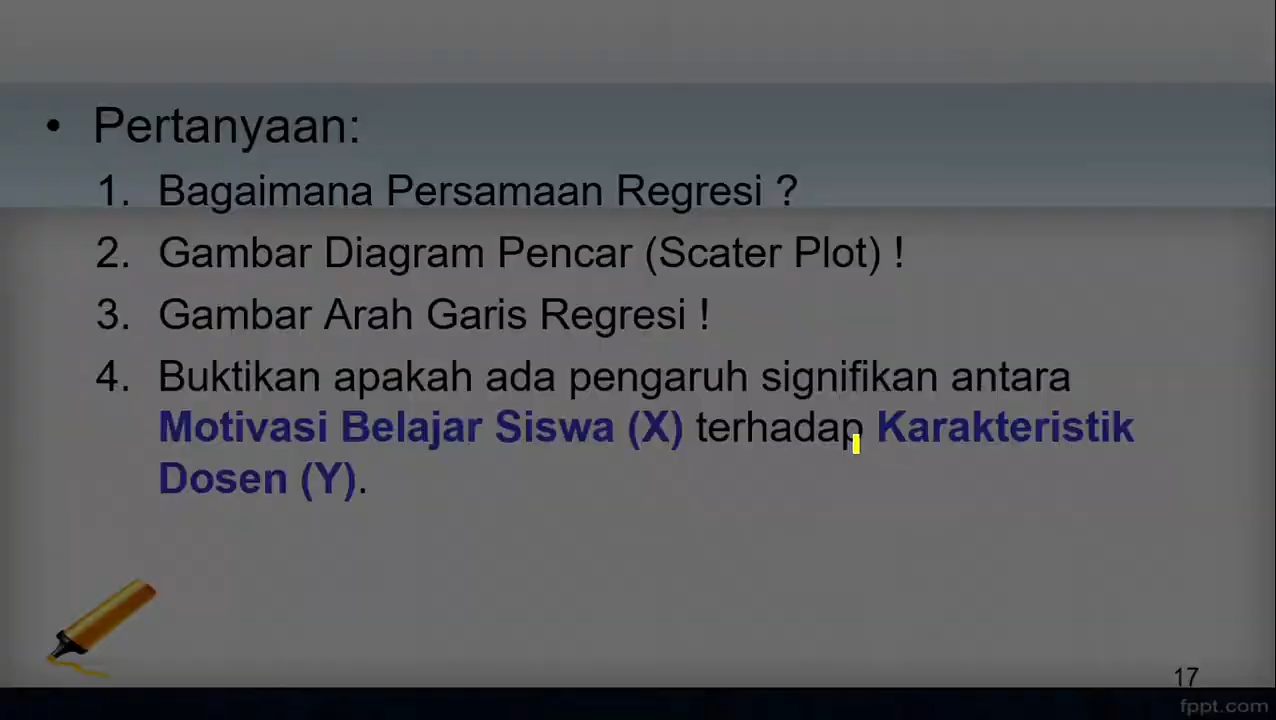 • Pertanyaan:
1. Bagaimana Persamaan Regresi ?
2. Gambar Diagram Pencar (Scater Plot) !
3. Gambar Arah Garis Regresi !
4. Buktikan apakah ada pengaruh signifikan antara
Motivasi Belajar Siswa (X) terhadap Karakteristik
Dosen (Y).
17
fppt.com